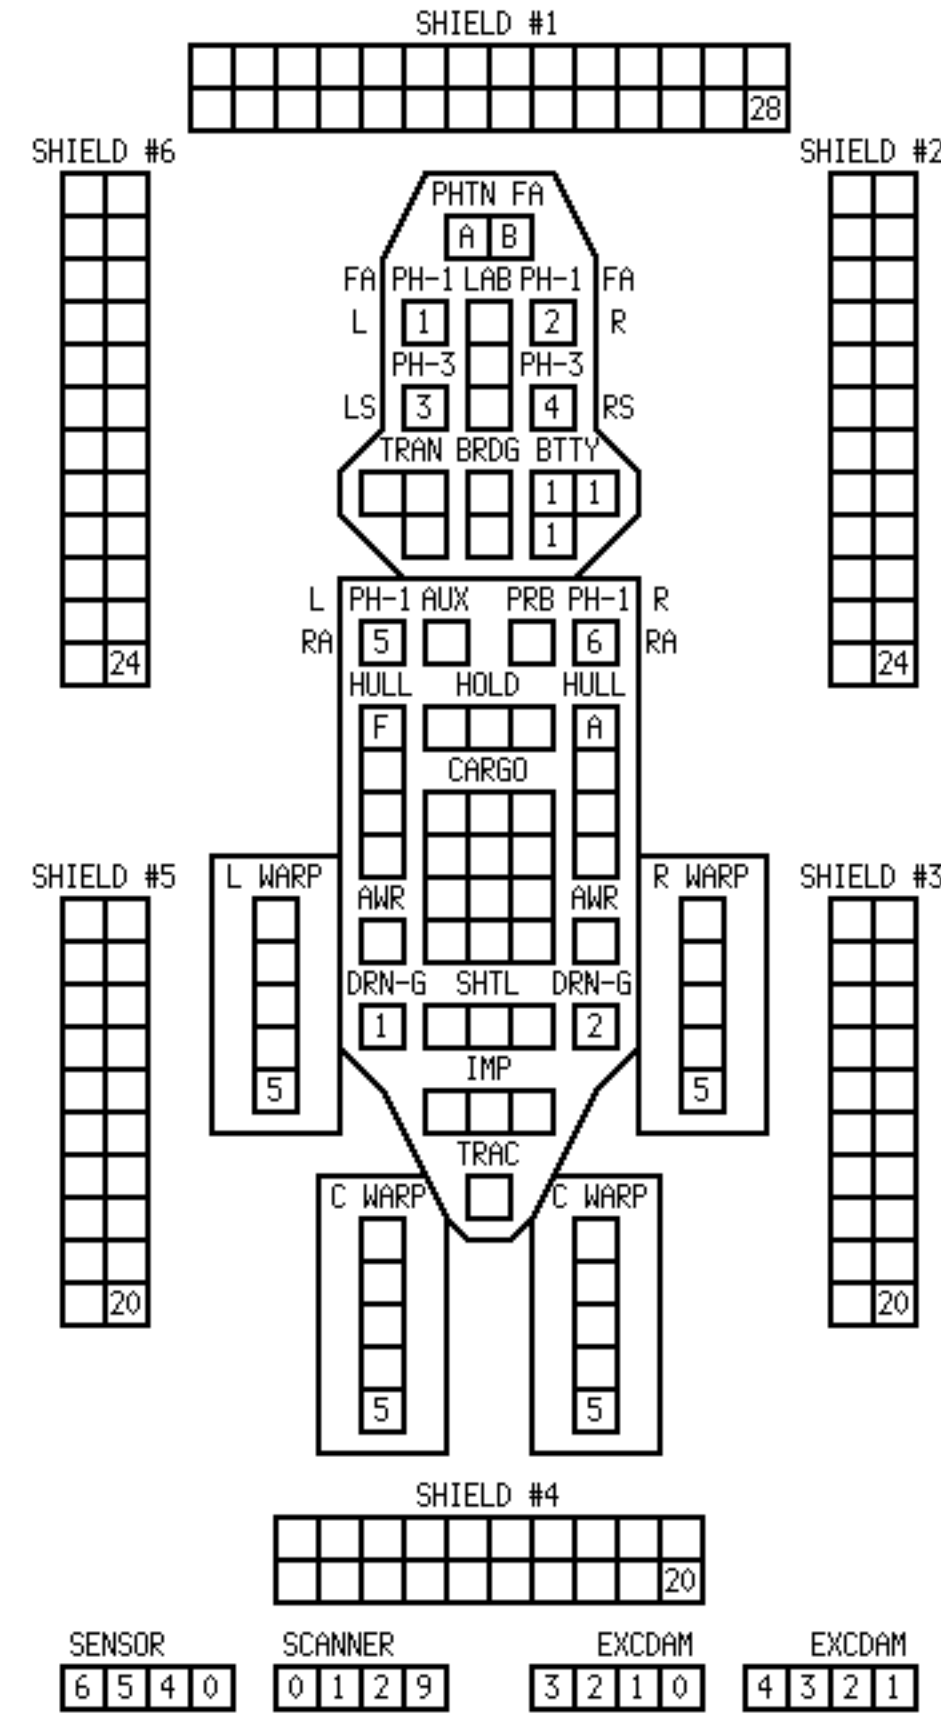 SHIELD #1
28
SHIELD #6 SHIELD #2
PHTN FA
A B
FA PH-1 LAB PH-1 FA
L 1 2 R
PH-3 PH-3
LS 3 4 RS
TRAN BRDG BTTY
1 1
1
L PH-1 AUX PRB PH-1 R
RA 5 6 RA
24 24
HULL HOLD HULL
F A
CARGO
SHIELD #5 L WARP R WARP SHIELD #3
AWR AWR
DRN-G SHTL DRN-G
1 2
IMP
5 5
TRAC
C WARP C WARP
20 20
5 5
SHIELD #4
20
SENSOR SCANNER EXCDAM EXCDAM
6 5 4 0 0 1 2 9 3 2 1 0 4 3 2 1